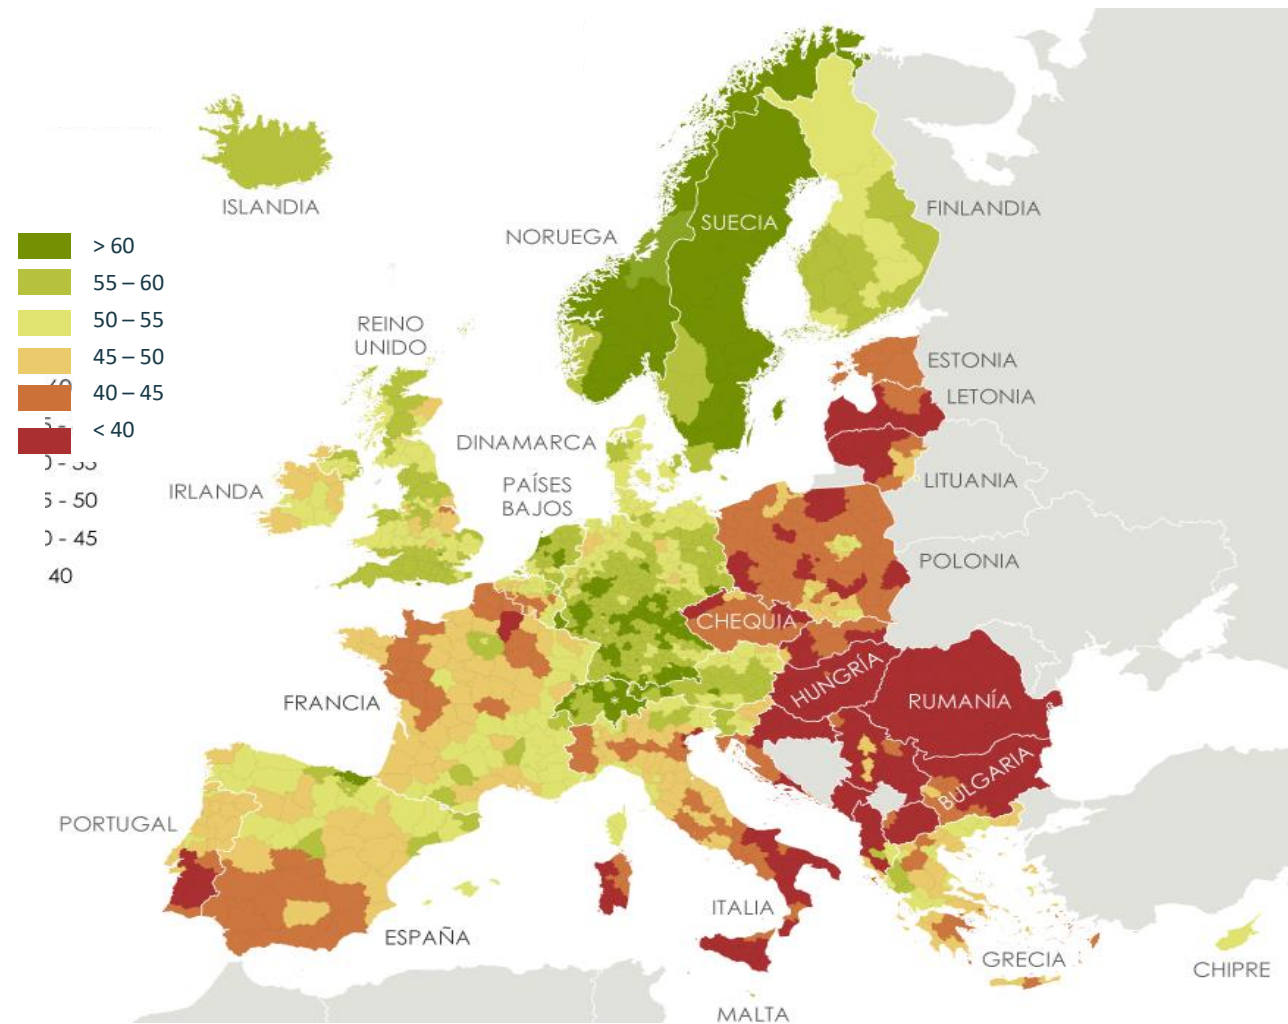 ISLANDIA
NORUEGA
SUECIA
FINLANDIA
> 60
55 – 60
50 – 55
45 – 50
40 – 45
< 40
5 - 50
0 - 45
40
REINO
UNIDO
ESTONIA
LETONIA
DINAMARCA
LITUANIA
IRLANDA
PAÍSES
BAJOS
POLONIA
CHEQUIA
HUNGRÍA
RUMANÍA
FRANCIA
BULGARIA
PORTUGAL
ITALIA
ESPAÑA
GRECIA
CHIPRE
MALTA